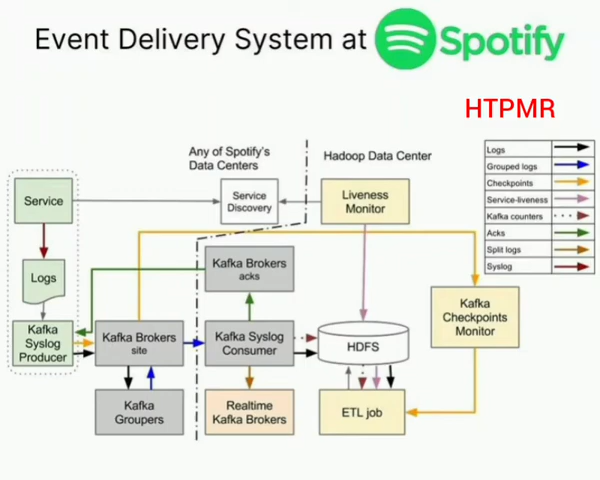 Event Delivery System at Spotify
HTPMR
Any of Spotify's
Data Centers
Hadoop Data Center
Logs
Grouped logs
Checkpoints
Service-liveness
Kafka counters
Acks
Split logs
Syslog
Service
Service
Discovery
Liveness
Monitor
Logs
Kafka Brokers
acks
Kafka
Checkpoints
Monitor
Kafka
Syslog
Producer
Kafka Brokers
site
Kafka Syslog
Consumer
HDFS
Kafka
Groupers
Realtime
Kafka Brokers
ETL job